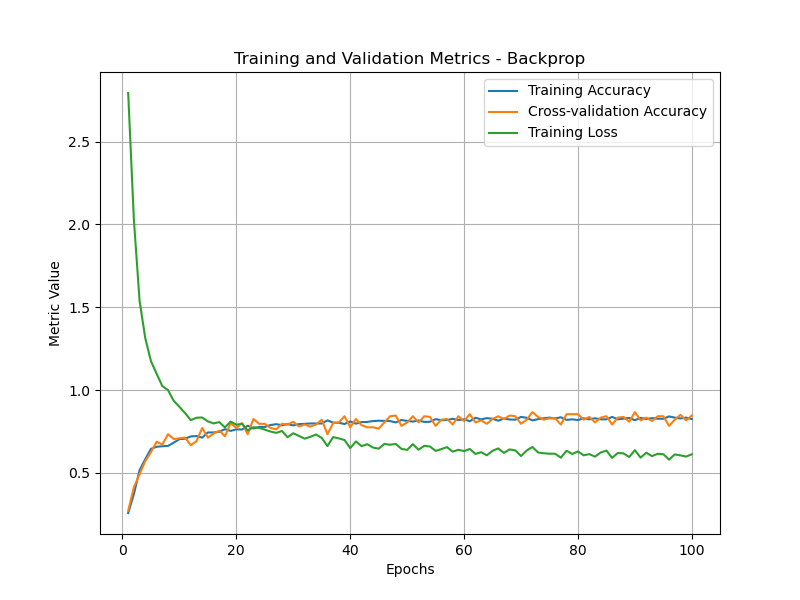 Training and Validation Metrics - Backprop
Training Accuracy
Cross-validation Accuracy
Training Loss
2.5
2.0
1.5
1.0
0.5
Metric Value
0 20 40 60 80 100
Epochs